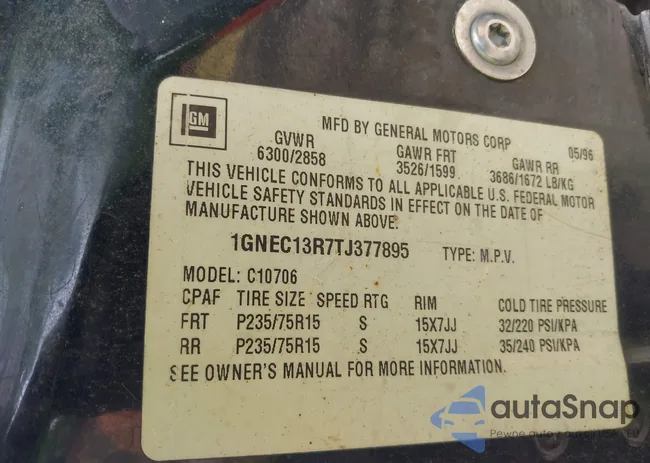 GM
MFD BY GENERAL MOTORS CORP 05/96
GVWR GAWR FRT GAWR RR
6300/2858 3526/1599 3686/1672 LB/KG
THIS VEHICLE CONFORMS TO ALL APPLICABLE U.S. FEDERAL MOTOR
VEHICLE SAFETY STANDARDS IN EFFECT ON THE DATE OF
MANUFACTURE SHOWN ABOVE.
1GNEC13R7TJ377895 TYPE: M.P.V.
MODEL: C10706
CPAF TIRE SIZE SPEED RTG RIM COLD TIRE PRESSURE
FRT P235/75R15 S 15X7JJ 32/220 PSI/KPA
RR P235/75R15 S 15X7JJ 35/240 PSI/KPA
SEE OWNER'S MANUAL FOR MORE INFORMATION.
autaSnap
Pewne auto z